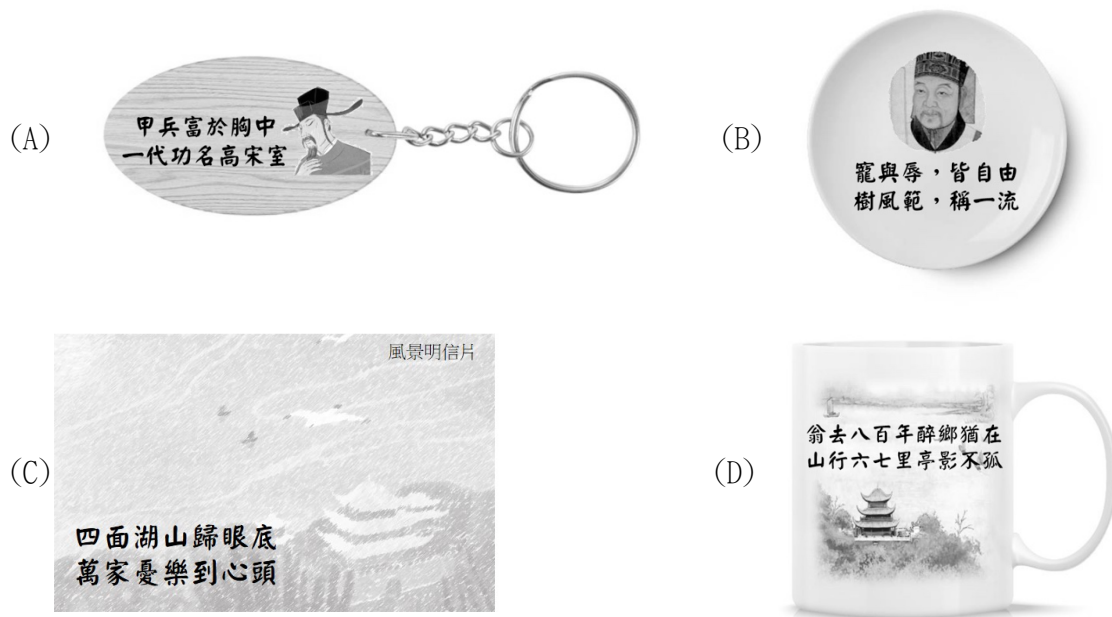 (A)
甲兵富於胸中
一代功名高宋室
(B)
寵與辱，皆自由
樹風範，稱一流
(C)
風景明信片
四面湖山歸眼底
萬家憂樂到心頭
(D)
翁去八百年醉鄉猶在
山行六七里亭影不孤